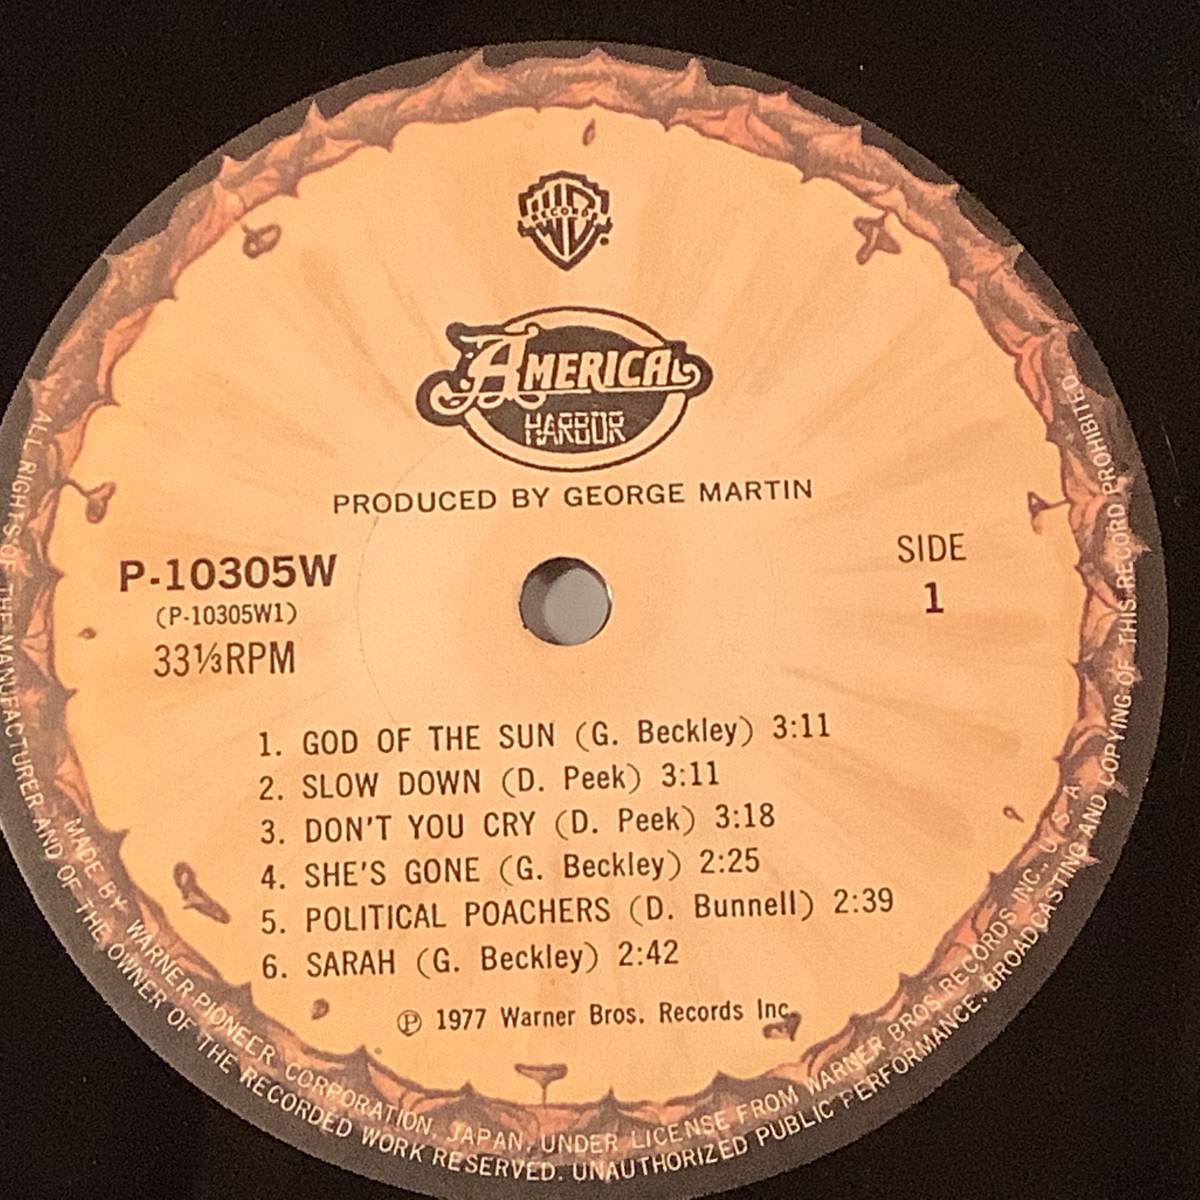 RECORDS
AMERICA
HARBOR
PRODUCED BY GEORGE MARTIN
P-10305W
(P-10305W1)
33⅓RPM
SIDE
1
1. GOD OF THE SUN (G. Beckley) 3:11
2. SLOW DOWN (D. Peek) 3:11
3. DON'T YOU CRY (D. Peek) 3:18
4. SHE'S GONE (G. Beckley) 2:25
5. POLITICAL POACHERS (D. Bunnell) 2:39
6. SARAH (G. Beckley) 2:42
Ⓟ 1977 Warner Bros. Records Inc.
MADE BY WARNER-PIONEER CORPORATION, JAPAN, UNDER LICENSE FROM WARNER BROS. RECORDS INC., U.S.A.
ALL RIGHTS OF THE MANUFACTURER AND OF THE OWNER OF THE RECORDED WORK RESERVED. UNAUTHORIZED PUBLIC PERFORMANCE, BROADCASTING AND COPYING OF THIS RECORD PROHIBITED.